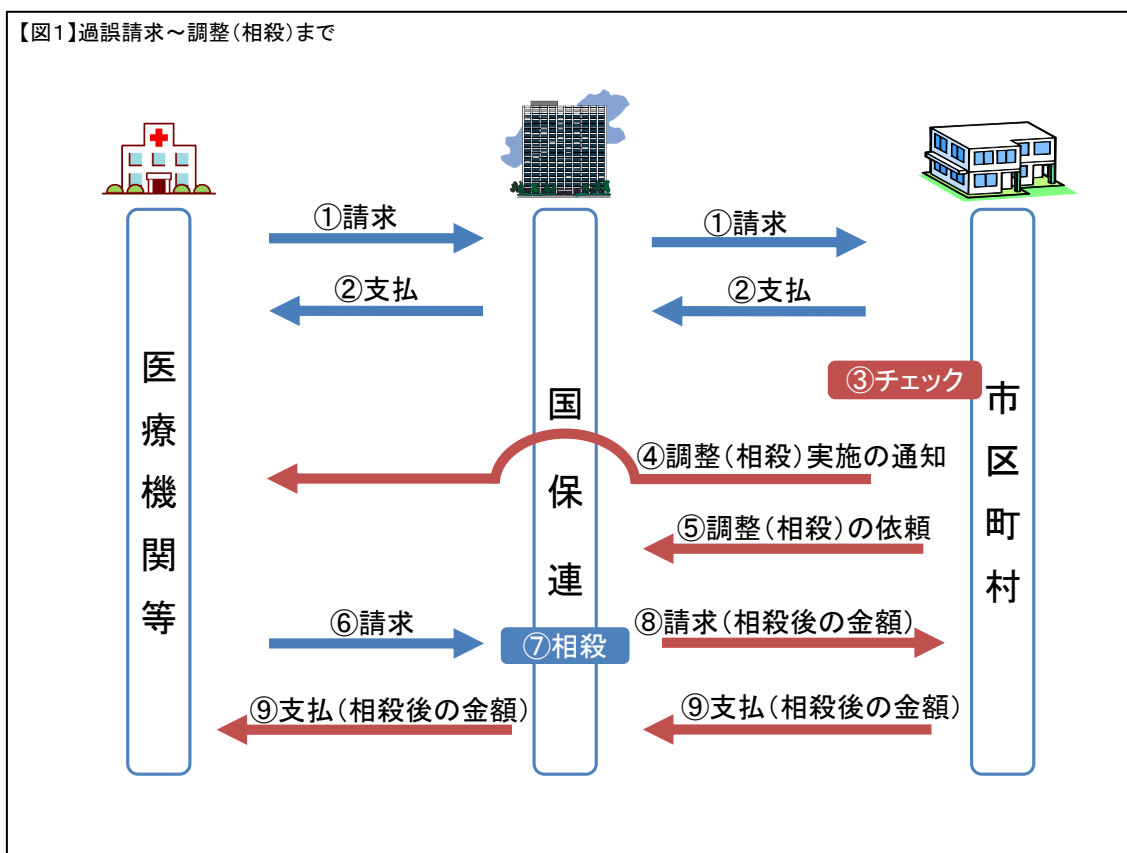 【図1】過誤請求～調整(相殺)まで
①請求
①請求
②支払
②支払
③チェック
医療機関等
国保連
市区町村
④調整(相殺)実施の通知
⑤調整(相殺)の依頼
⑥請求
⑦相殺
⑧請求(相殺後の金額)
⑨支払(相殺後の金額)
⑨支払(相殺後の金額)